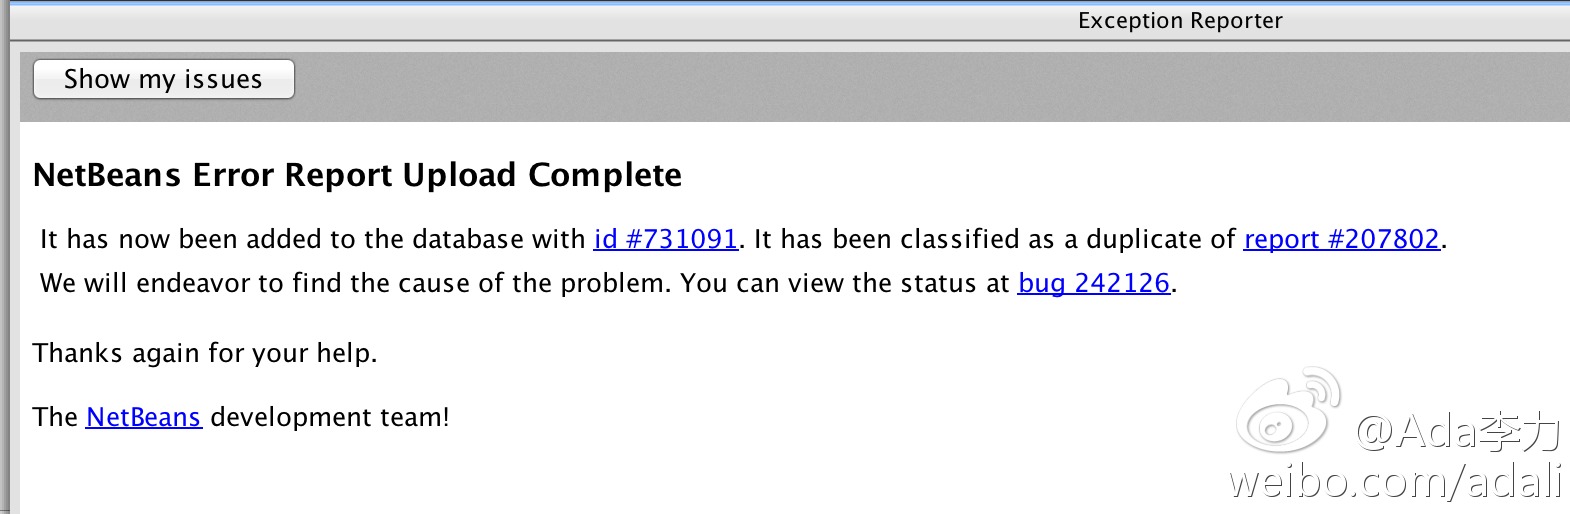 Exception Reporter
Show my issues
NetBeans Error Report Upload Complete
It has now been added to the database with id #731091. It has been classified as a duplicate of report #207802.
We will endeavor to find the cause of the problem. You can view the status at bug 242126.
Thanks again for your help.
The NetBeans development team!
@Ada李力
weibo.com/adali